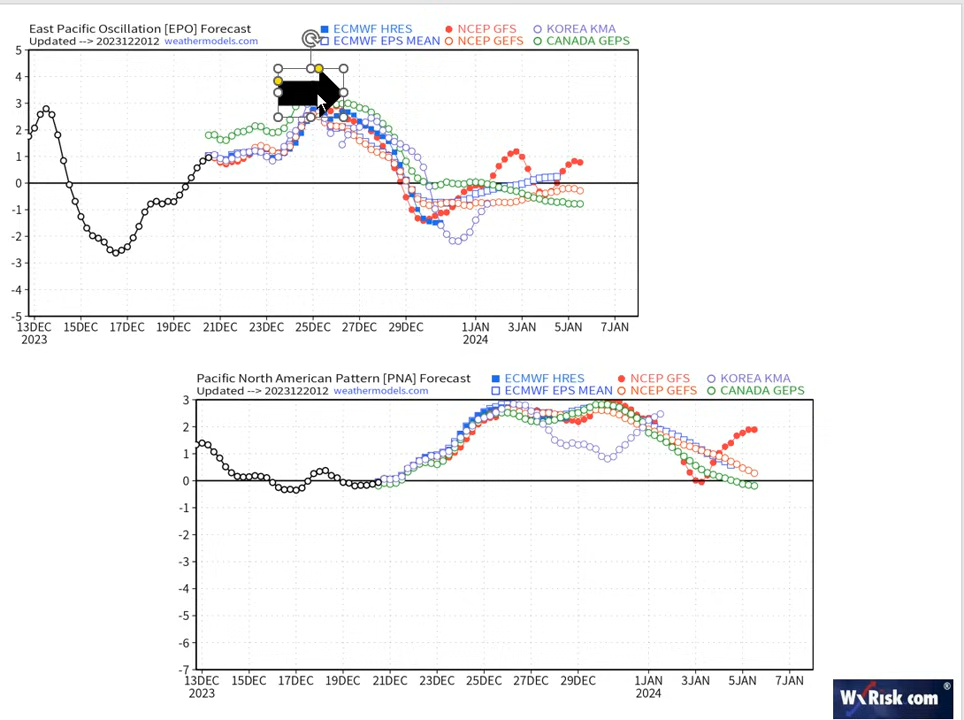 East Pacific Oscillation [EPO] Forecast
Updated --> 2023122012 weathermodels.com
ECMWF HRES NCEP GFS KOREA KMA
ECMWF EPS MEAN NCEP GEFS CANADA GEPS
5
4
3
2
1
0
-1
-2
-3
-4
-5
13DEC 15DEC 17DEC 19DEC 21DEC 23DEC 25DEC 27DEC 29DEC 1JAN 3JAN 5JAN 7JAN
2023 2024
Pacific North American Pattern [PNA] Forecast
Updated --> 2023122012 weathermodels.com
ECMWF HRES NCEP GFS KOREA KMA
ECMWF EPS MEAN NCEP GEFS CANADA GEPS
3
2
1
0
-1
-2
-3
-4
-5
-6
-7
13DEC 15DEC 17DEC 19DEC 21DEC 23DEC 25DEC 27DEC 29DEC 1JAN 3JAN 5JAN 7JAN
2023 2024
WxRisk com ®